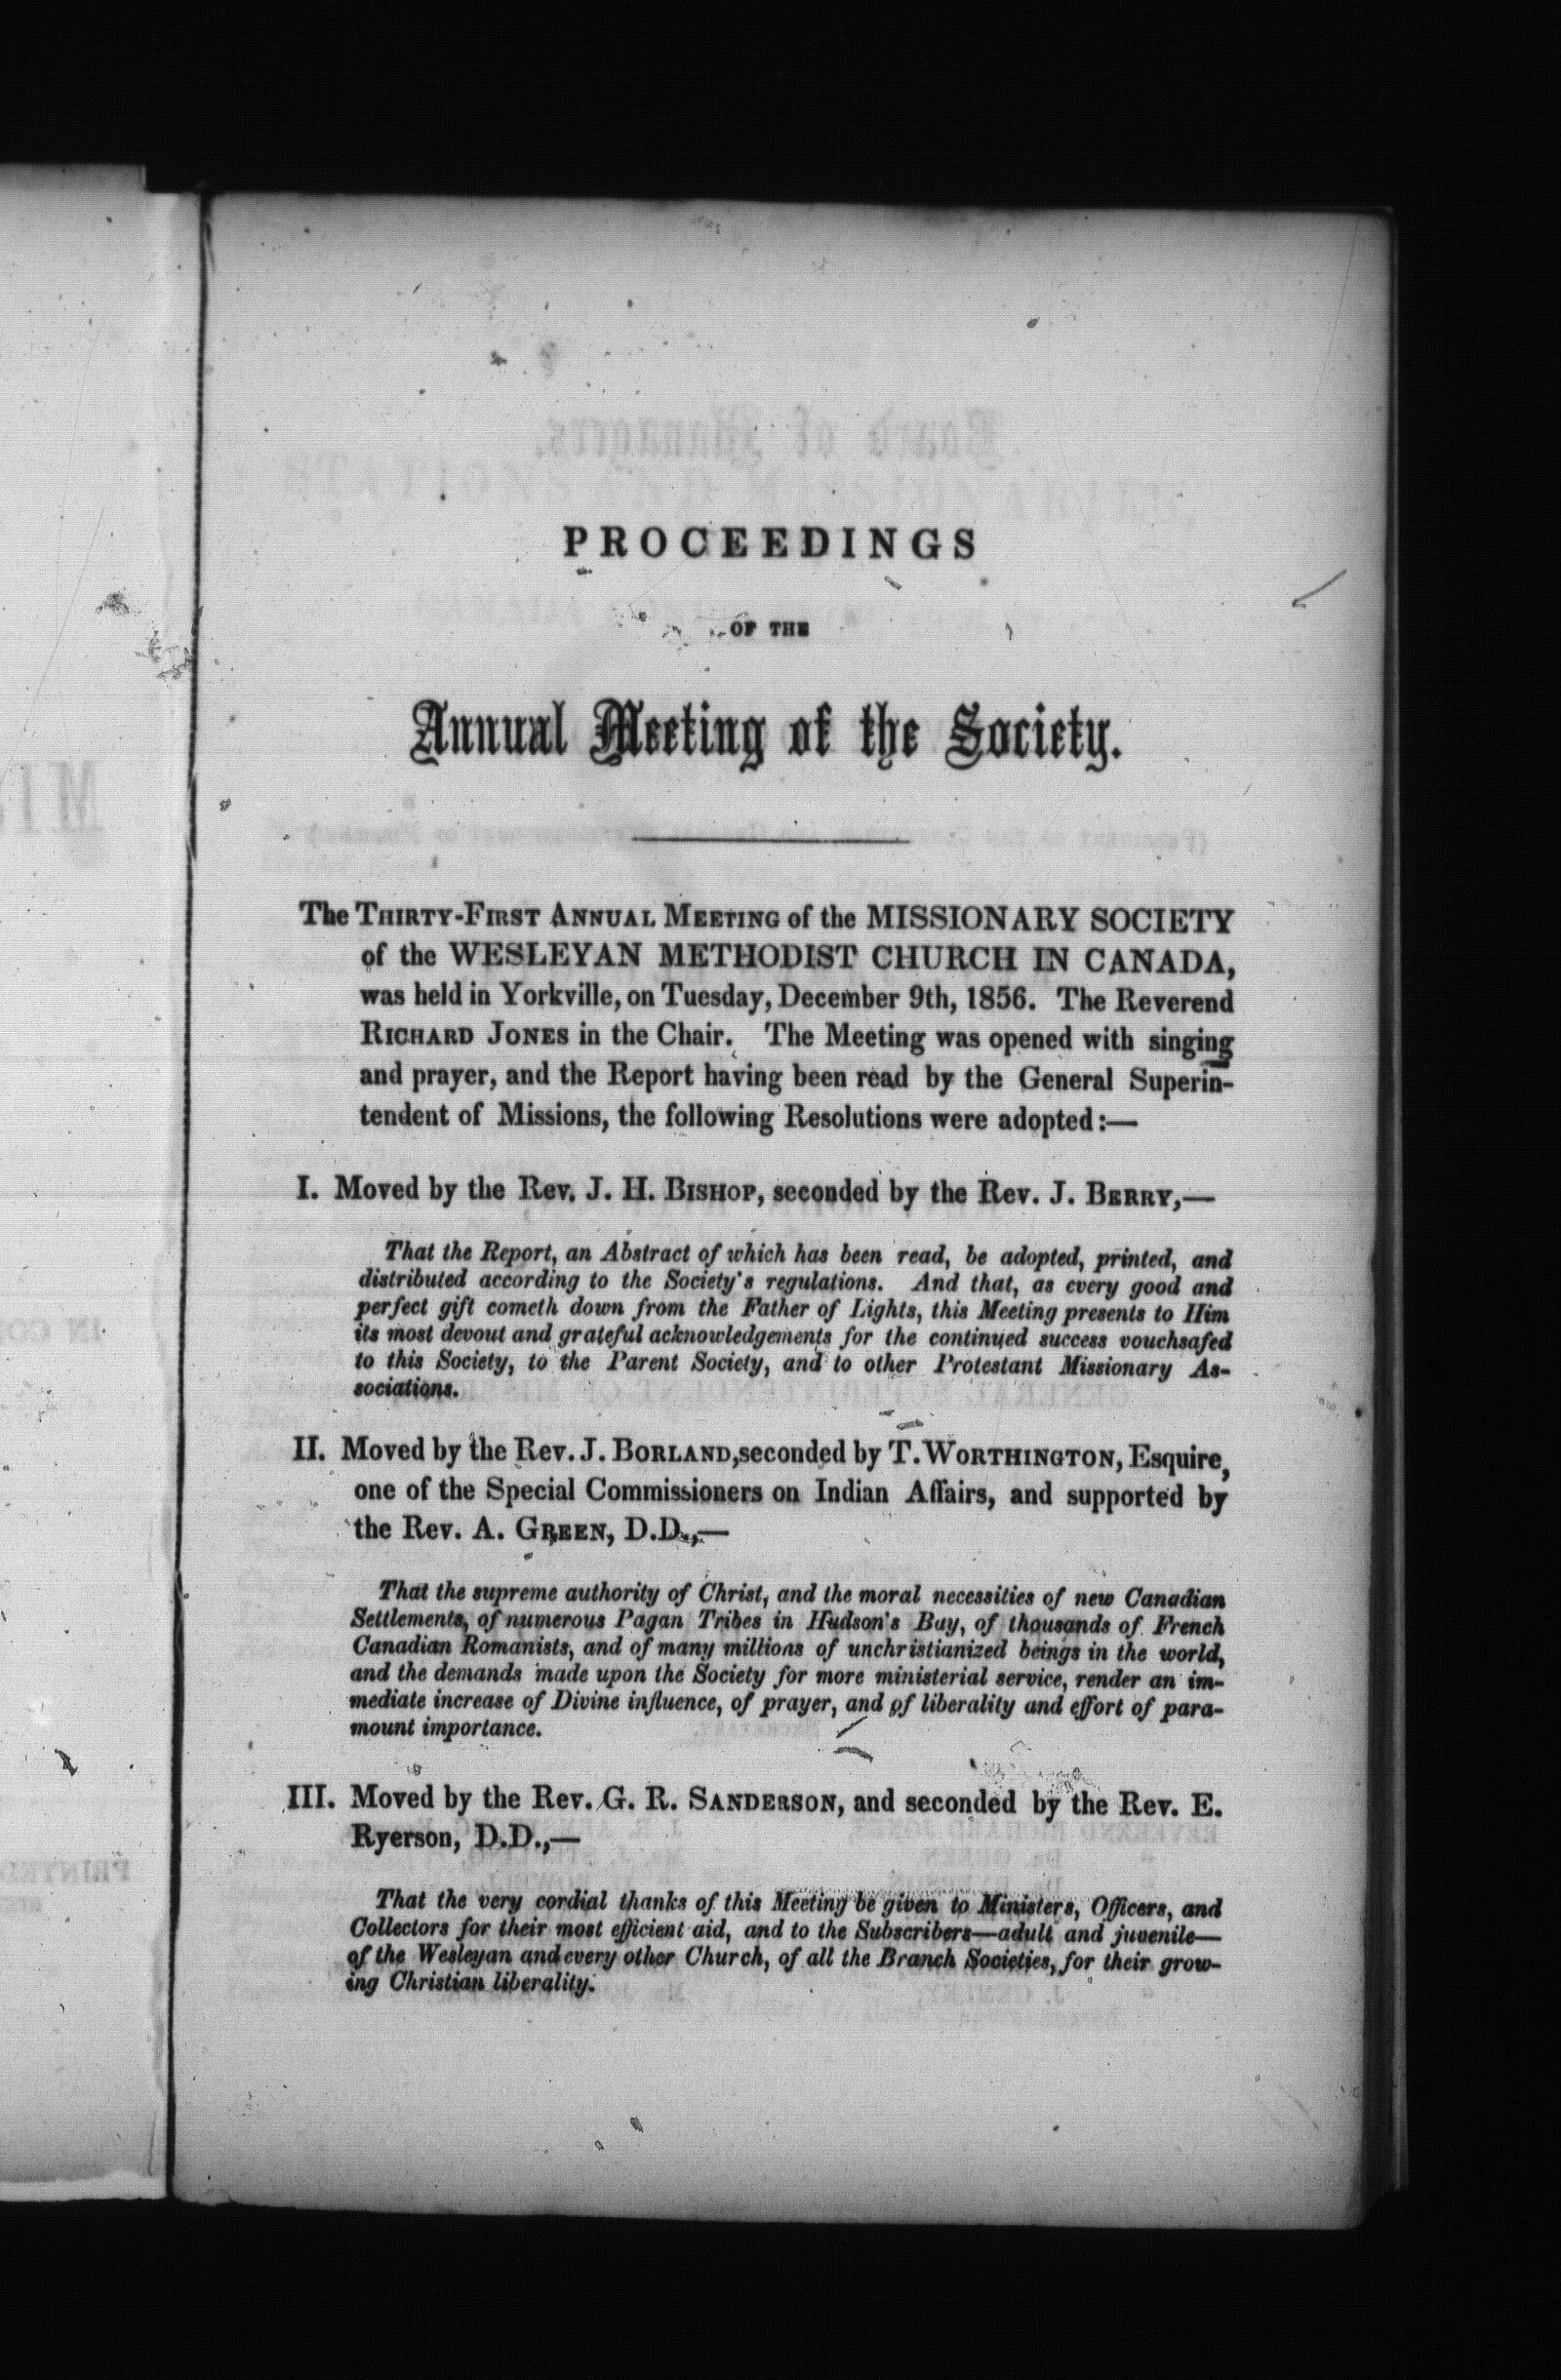 PROCEEDINGS
OF THE
Annual Meeting of the Society.
The THIRTY-FIRST ANNUAL MEETING of the MISSIONARY SOCIETY
of the WESLEYAN METHODIST CHURCH IN CANADA,
was held in Yorkville, on Tuesday, December 9th, 1856. The Reverend
RICHARD JONES in the Chair. The Meeting was opened with singing
and prayer, and the Report having been read by the General Superin-
tendent of Missions, the following Resolutions were adopted:—
I. Moved by the Rev. J. H. BISHOP, seconded by the Rev. J. BERRY,—
That the Report, an Abstract of which has been read, be adopted, printed, and
distributed according to the Society's regulations. And that, as every good and
perfect gift cometh down from the Father of Lights, this Meeting presents to Him
its most devout and grateful acknowledgements for the continued success vouchsafed
to this Society, to the Parent Society, and to other Protestant Missionary As-
sociations.
II. Moved by the Rev. J. BORLAND, seconded by T. WORTHINGTON, Esquire,
one of the Special Commissioners on Indian Affairs, and supported by
the Rev. A. GREEN, D.D.,—
That the supreme authority of Christ, and the moral necessities of new Canadian
Settlements, of numerous Pagan Tribes in Hudson's Bay, of thousands of French
Canadian Romanists, and of many millions of unchristianized beings in the world,
and the demands made upon the Society for more ministerial service, render an im-
mediate increase of Divine influence, of prayer, and of liberality and effort of para-
mount importance.
III. Moved by the Rev. G. R. SANDERSON, and seconded by the Rev. E.
Ryerson, D.D.,—
That the very cordial thanks of this Meeting be given to Ministers, Officers, and
Collectors for their most efficient aid, and to the Subscribers—adult and juvenile—
of the Wesleyan and every other Church, of all the Branch Societies, for their grow-
ing Christian liberality.